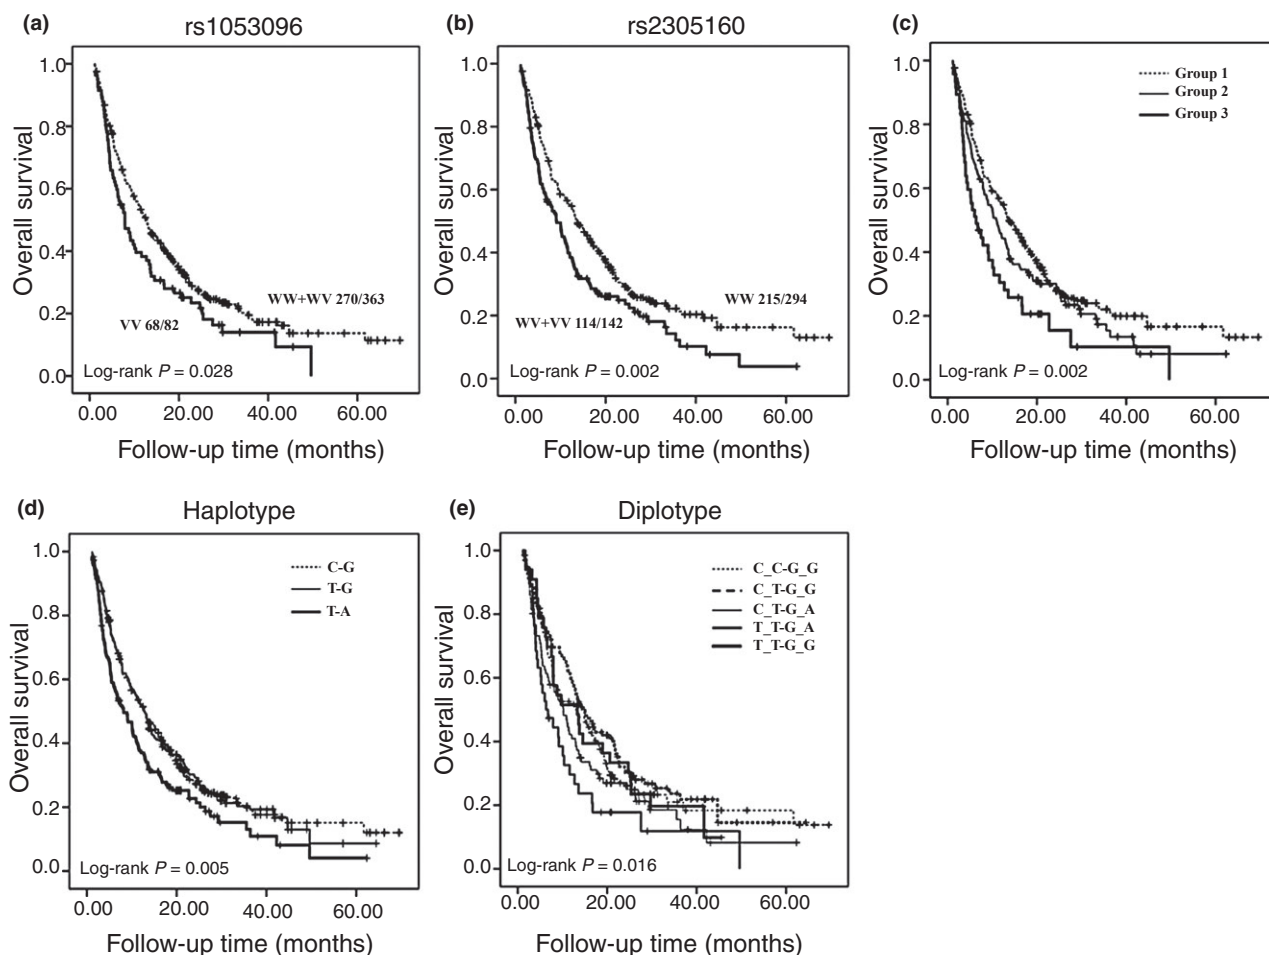 (a) rs1053096
1.0
0.8
0.6
0.4
0.2
0.0
Overall survival
WW+WV 270/363
VV 68/82
Log-rank P = 0.028
0.00 20.00 40.00 60.00
Follow-up time (months)
(b) rs2305160
1.0
0.8
0.6
0.4
0.2
0.0
Overall survival
WW 215/294
WV+VV 114/142
Log-rank P = 0.002
0.00 20.00 40.00 60.00
Follow-up time (months)
(c)
1.0
0.8
0.6
0.4
0.2
0.0
Overall survival
Group 1
Group 2
Group 3
Log-rank P = 0.002
0.00 20.00 40.00 60.00
Follow-up time (months)
(d) Haplotype
1.0
0.8
0.6
0.4
0.2
0.0
Overall survival
C-G
T-G
T-A
Log-rank P = 0.005
0.00 20.00 40.00 60.00
Follow-up time (months)
(e) Diplotype
1.0
0.8
0.6
0.4
0.2
0.0
Overall survival
C_C-G_G
C_T-G_G
C_T-G_A
T_T-G_A
T_T-G_G
Log-rank P = 0.016
0.00 20.00 40.00 60.00
Follow-up time (months)